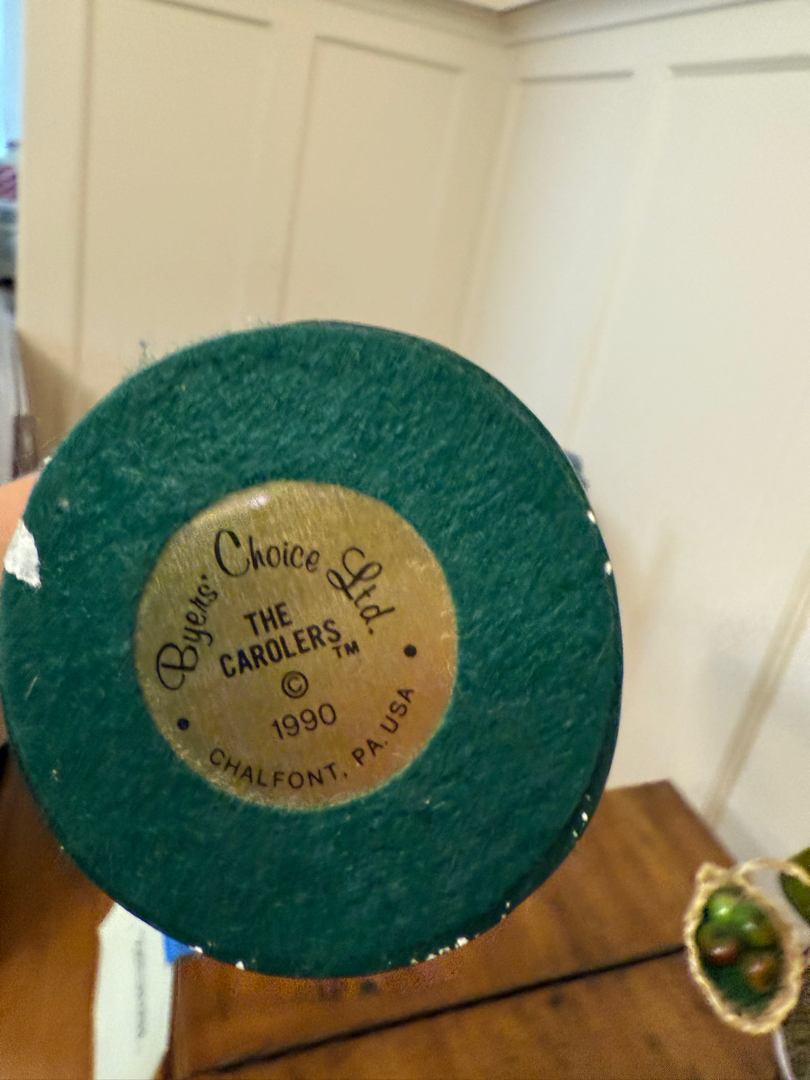 Byers' Choice Ltd.
THE
CAROLERS™
©
1990
CHALFONT, PA. USA